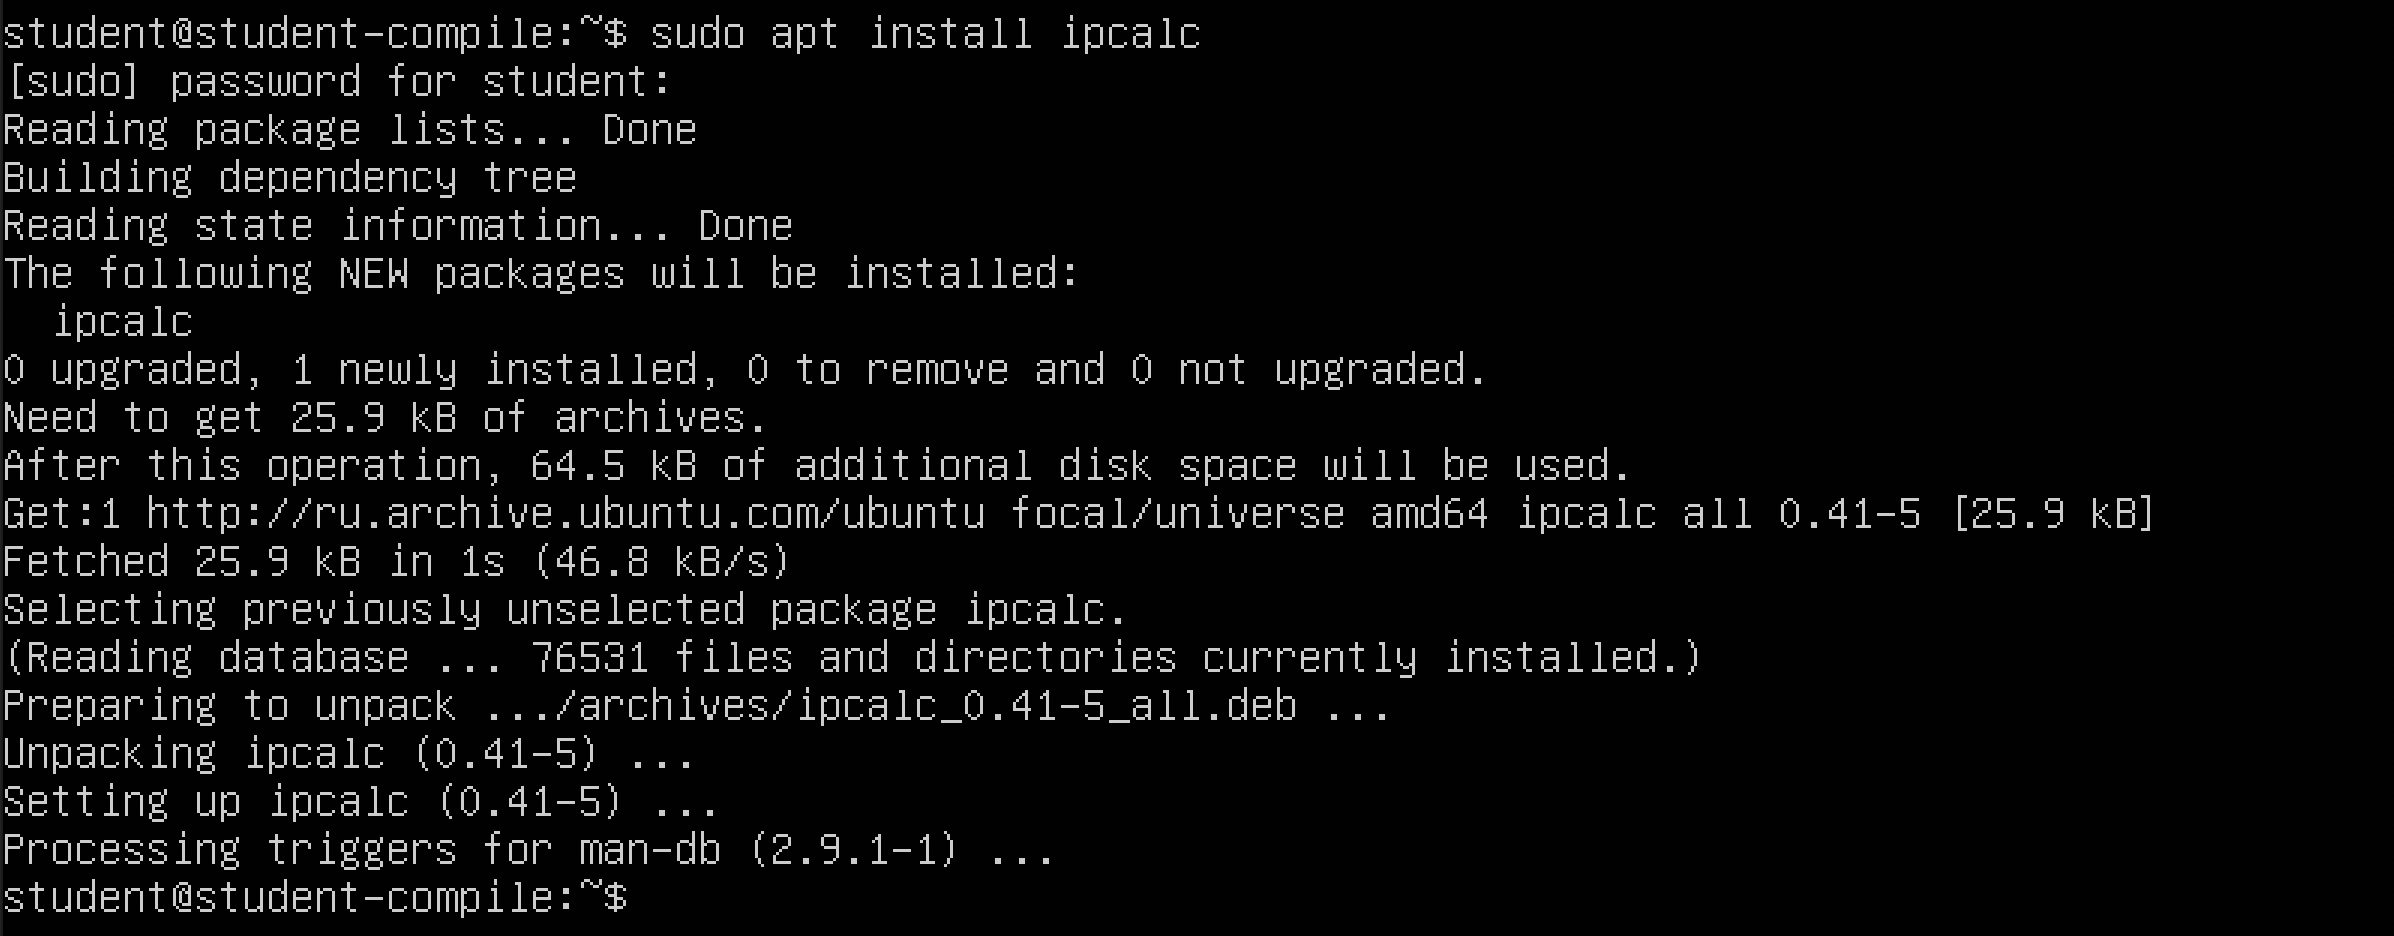 student@student-compile:~$ sudo apt install ipcalc
[sudo] password for student:
Reading package lists... Done
Building dependency tree
Reading state information... Done
The following NEW packages will be installed:
  ipcalc
0 upgraded, 1 newly installed, 0 to remove and 0 not upgraded.
Need to get 25.9 kB of archives.
After this operation, 64.5 kB of additional disk space will be used.
Get:1 http://ru.archive.ubuntu.com/ubuntu focal/universe amd64 ipcalc all 0.41-5 [25.9 kB]
Fetched 25.9 kB in 1s (46.8 kB/s)
Selecting previously unselected package ipcalc.
(Reading database ... 76531 files and directories currently installed.)
Preparing to unpack .../archives/ipcalc_0.41-5_all.deb ...
Unpacking ipcalc (0.41-5) ...
Setting up ipcalc (0.41-5) ...
Processing triggers for man-db (2.9.1-1) ...
student@student-compile:~$